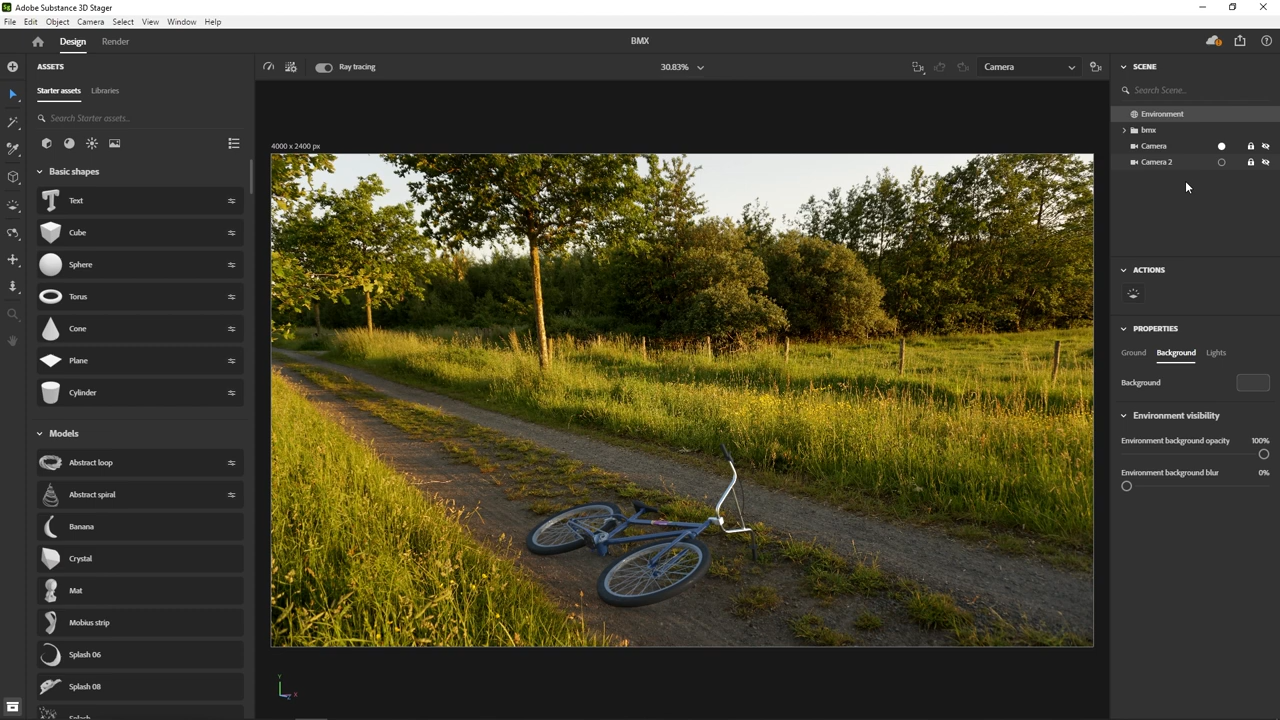 Sg Adobe Substance 3D Stager
File Edit Object Camera Select View Window Help
Design Render BMX
ASSETS
Ray tracing 30.83% Camera
SCENE
Starter assets Libraries
Search Scene..
Search Starter assets..
Environment
bmx
Camera
Camera 2
4000 x 2400 px
Basic shapes
Text
Cube
Sphere
Torus
Cone
Plane
Cylinder
Models
Abstract loop
Abstract spiral
Banana
Crystal
Mat
Mobius strip
Splash 06
Splash 08
Splash
ACTIONS
PROPERTIES
Ground Background Lights
Background
Environment visibility
Environment background opacity 100%
Environment background blur 0%
Y
X
Z